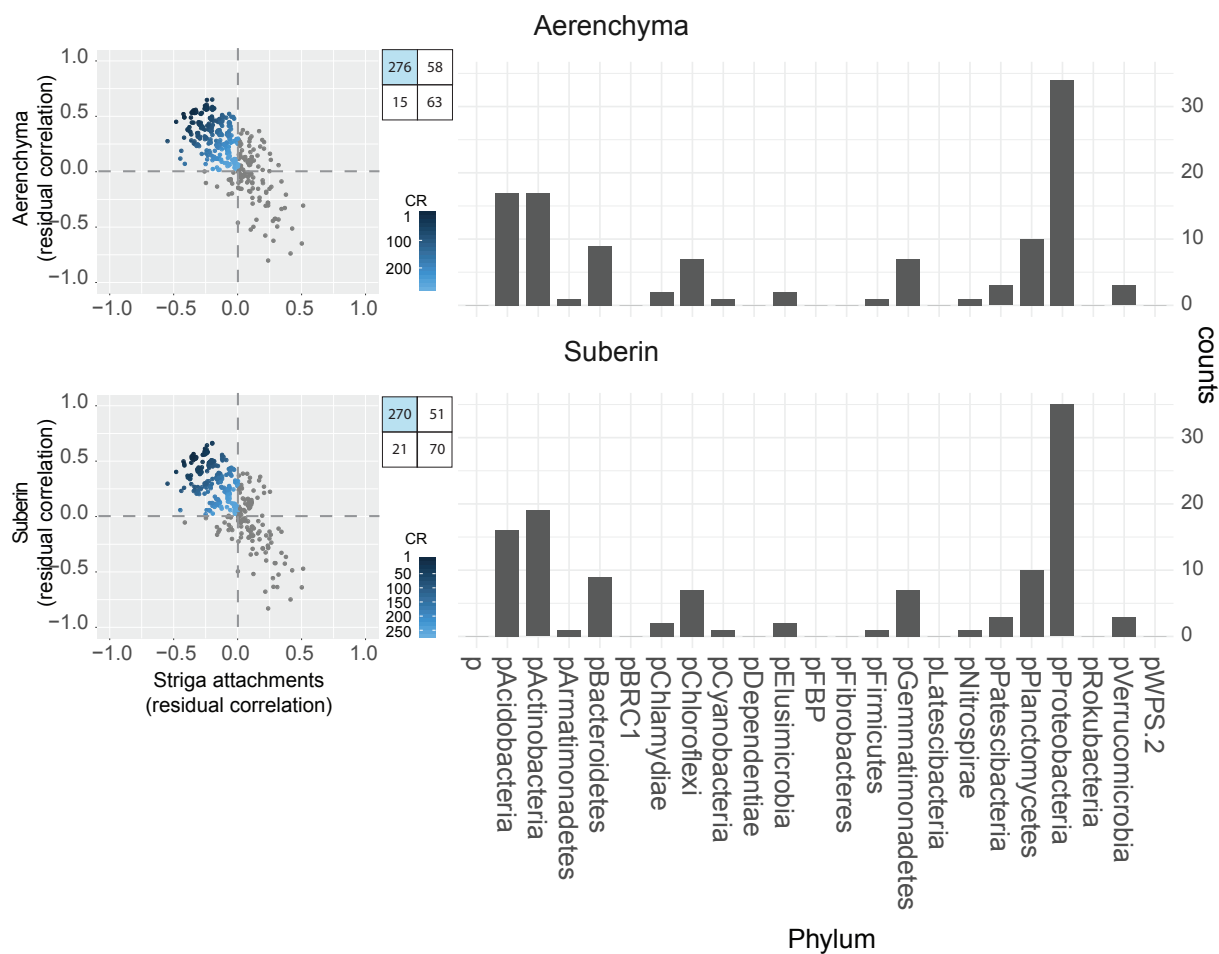 Aerenchyma
1.0
0.5
0.0
−0.5
−1.0
Aerenchyma
(residual correlation)
−1.0
−0.5
0.0
0.5
1.0
276
58
15
63
CR
1
100
200
30
20
10
0
Suberin
1.0
0.5
0.0
−0.5
−1.0
Suberin
(residual correlation)
−1.0
−0.5
0.0
0.5
1.0
Striga attachments
(residual correlation)
270
51
21
70
CR
1
50
100
150
200
250
30
20
10
0
counts
p
pAcidobacteria
pActinobacteria
pArmatimonadetes
pBacteroidetes
pBRC1
pChlamydiae
pChloroflexi
pCyanobacteria
pDependentiae
pElusimicrobia
pFBP
pFibrobacteres
pFirmicutes
pGemmatimonadetes
pLatescibacteria
pNitrospirae
pPatescibacteria
pPlanctomycetes
pProteobacteria
pRokubacteria
pVerrucomicrobia
pWPS.2
Phylum